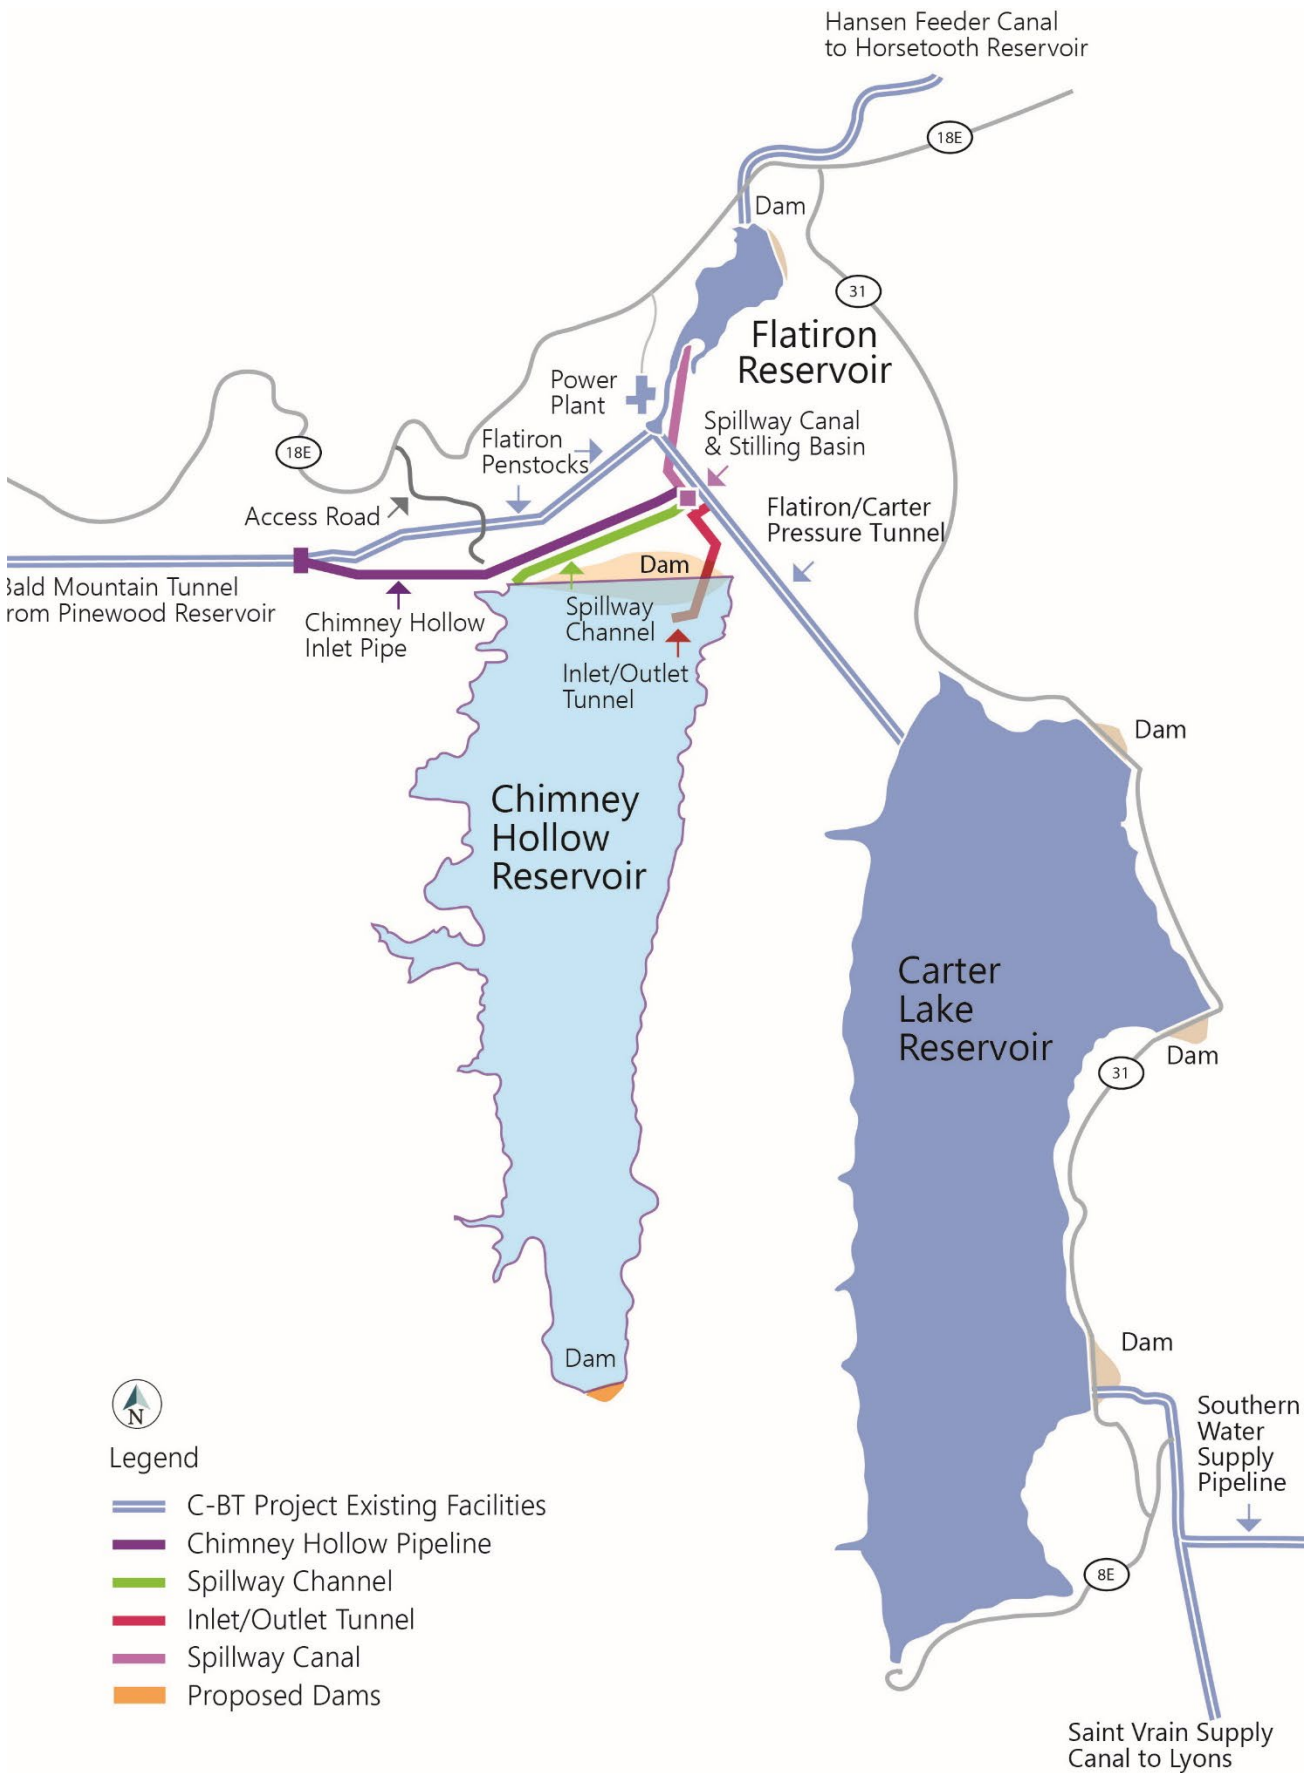 Hansen Feeder Canal
to Horsetooth Reservoir
18E
Dam
31
Flatiron
Reservoir
Power
Plant
Spillway Canal
& Stilling Basin
Flatiron
Penstocks
18E
Access Road
Flatiron/Carter
Pressure Tunnel
Dam
Bald Mountain Tunnel
rom Pinewood Reservoir
Chimney Hollow
Inlet Pipe
Spillway
Channel
Inlet/Outlet
Tunnel
Dam
Chimney
Hollow
Reservoir
Carter
Lake
Reservoir
Dam
31
Dam
Dam
Southern
Water
Supply
Pipeline
8E
Saint Vrain Supply
Canal to Lyons
N
Legend
C-BT Project Existing Facilities
Chimney Hollow Pipeline
Spillway Channel
Inlet/Outlet Tunnel
Spillway Canal
Proposed Dams